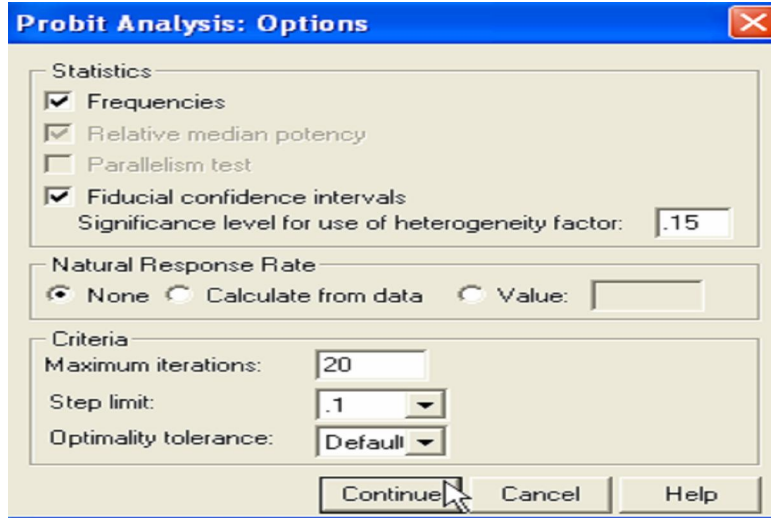 Probit Analysis: Options
Statistics
Frequencies
Relative median potency
Parallelism test
Fiducial confidence intervals
Significance level for use of heterogeneity factor: .15
Natural Response Rate
None Calculate from data Value:
Criteria
Maximum iterations: 20
Step limit: .1
Optimality tolerance: Default
Continue Cancel Help